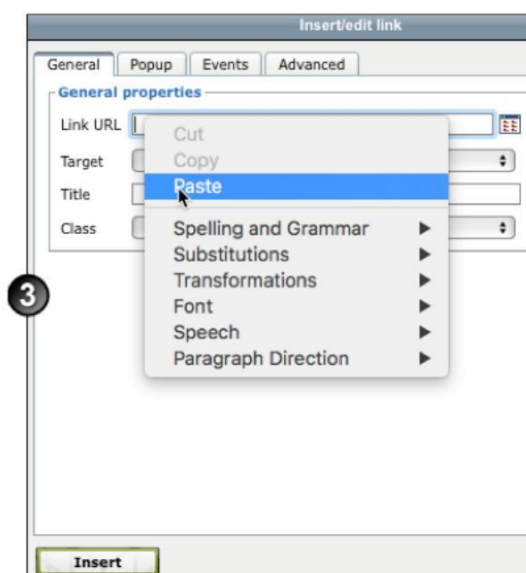 Insert/edit link
General Popup Events Advanced
General properties
Link URL
Cut
Copy
Target
Paste
Title
Class
Spelling and Grammar
Substitutions
Transformations
3
Font
Speech
Paragraph Direction
Insert